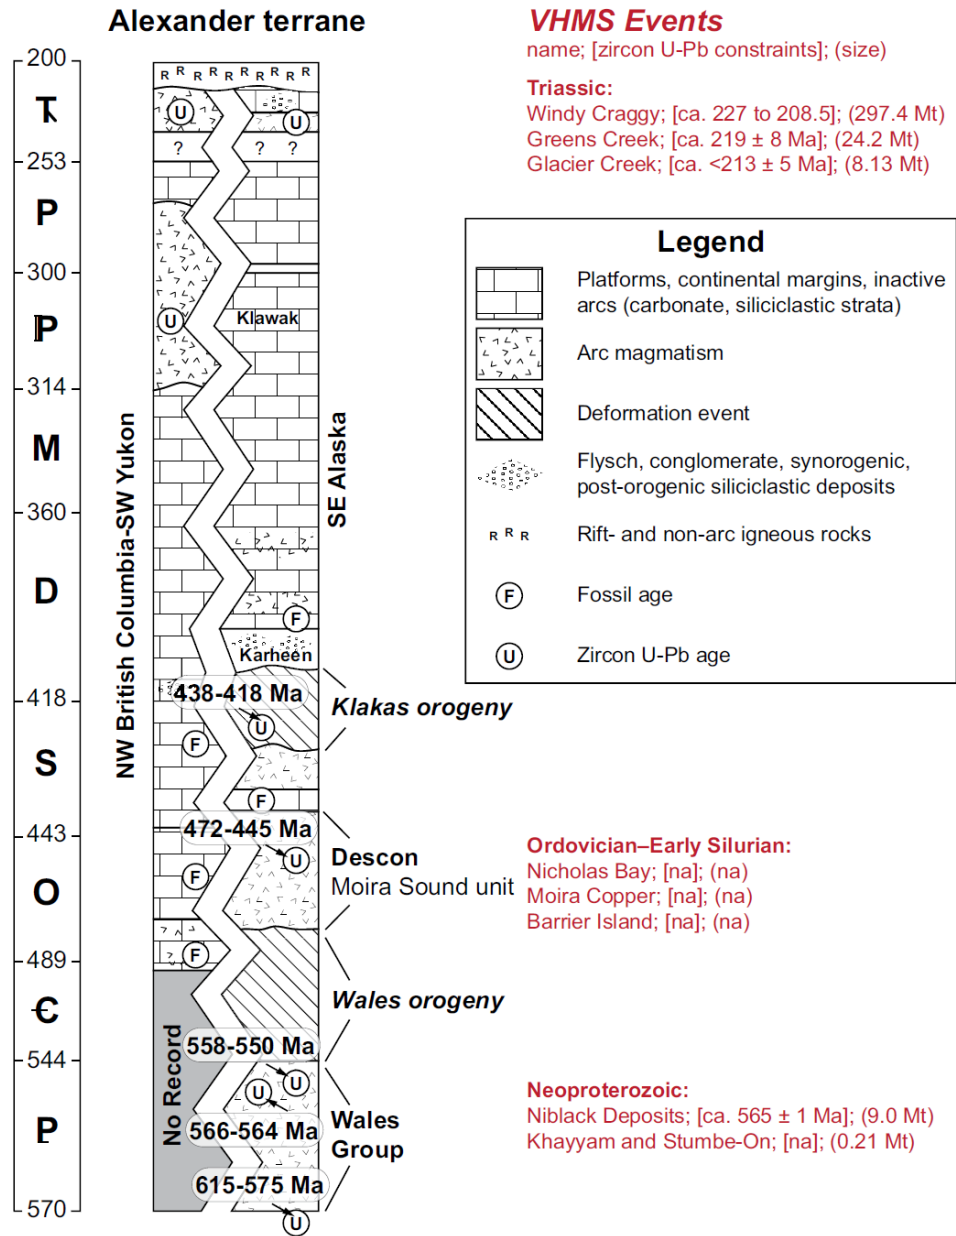 Alexander terrane
VHMS Events
name; [zircon U-Pb constraints]; (size)
Triassic:
Windy Craggy; [ca. 227 to 208.5]; (297.4 Mt)
Greens Creek; [ca. 219 ± 8 Ma]; (24.2 Mt)
Glacier Creek; [ca. <213 ± 5 Ma]; (8.13 Mt)
200
R R R R R R R R R R
Ŧ
U
U
? ? ?
253
P
300
P
U
Klawak
314
M
360
D
F
Karheen
NW British Columbia-SW Yukon
SE Alaska
438-418 Ma
418
U
Klakas orogeny
F
S
F
472-445 Ma
443
U
Descon
Moira Sound unit
F
O
F
489
Wales orogeny
Є
No Record
558-550 Ma
544
U
U
Wales
Group
566-564 Ma
P
615-575 Ma
570
U
Legend
Platforms, continental margins, inactive
arcs (carbonate, siliciclastic strata)
Arc magmatism
Deformation event
Flysch, conglomerate, synorogenic,
post-orogenic siliciclastic deposits
R R R Rift- and non-arc igneous rocks
F Fossil age
U Zircon U-Pb age
Ordovician–Early Silurian:
Nicholas Bay; [na]; (na)
Moira Copper; [na]; (na)
Barrier Island; [na]; (na)
Neoproterozoic:
Niblack Deposits; [ca. 565 ± 1 Ma]; (9.0 Mt)
Khayyam and Stumbe-On; [na]; (0.21 Mt)